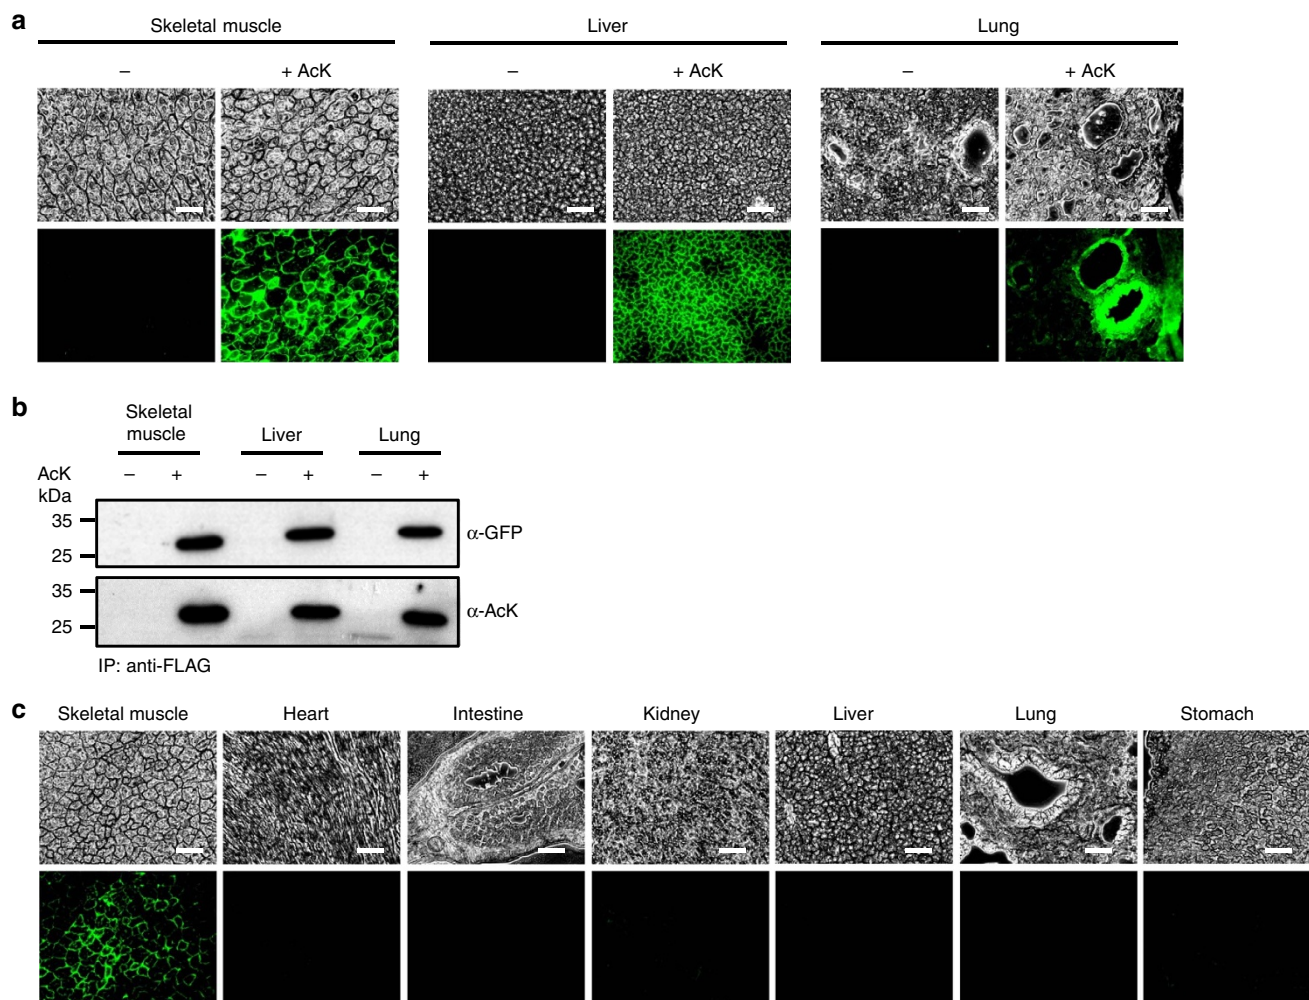 a
Skeletal muscle
Liver
Lung
– + AcK – + AcK – + AcK
b
Skeletal
muscle Liver Lung
AcK – + – + – +
kDa
35
25
α-GFP
35
25
α-AcK
IP: anti-FLAG
c
Skeletal muscle Heart Intestine Kidney Liver Lung Stomach